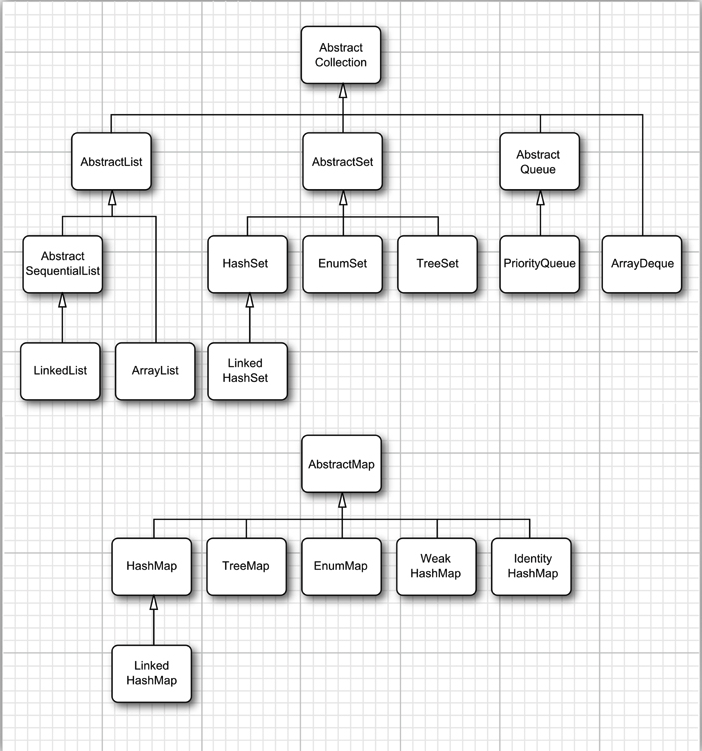 Abstract
Collection
AbstractList
AbstractSet
Abstract
Queue
Abstract
SequentialList
HashSet
EnumSet
TreeSet
PriorityQueue
ArrayDeque
LinkedList
ArrayList
Linked
HashSet
AbstractMap
HashMap
TreeMap
EnumMap
Weak
HashMap
Identity
HashMap
Linked
HashMap